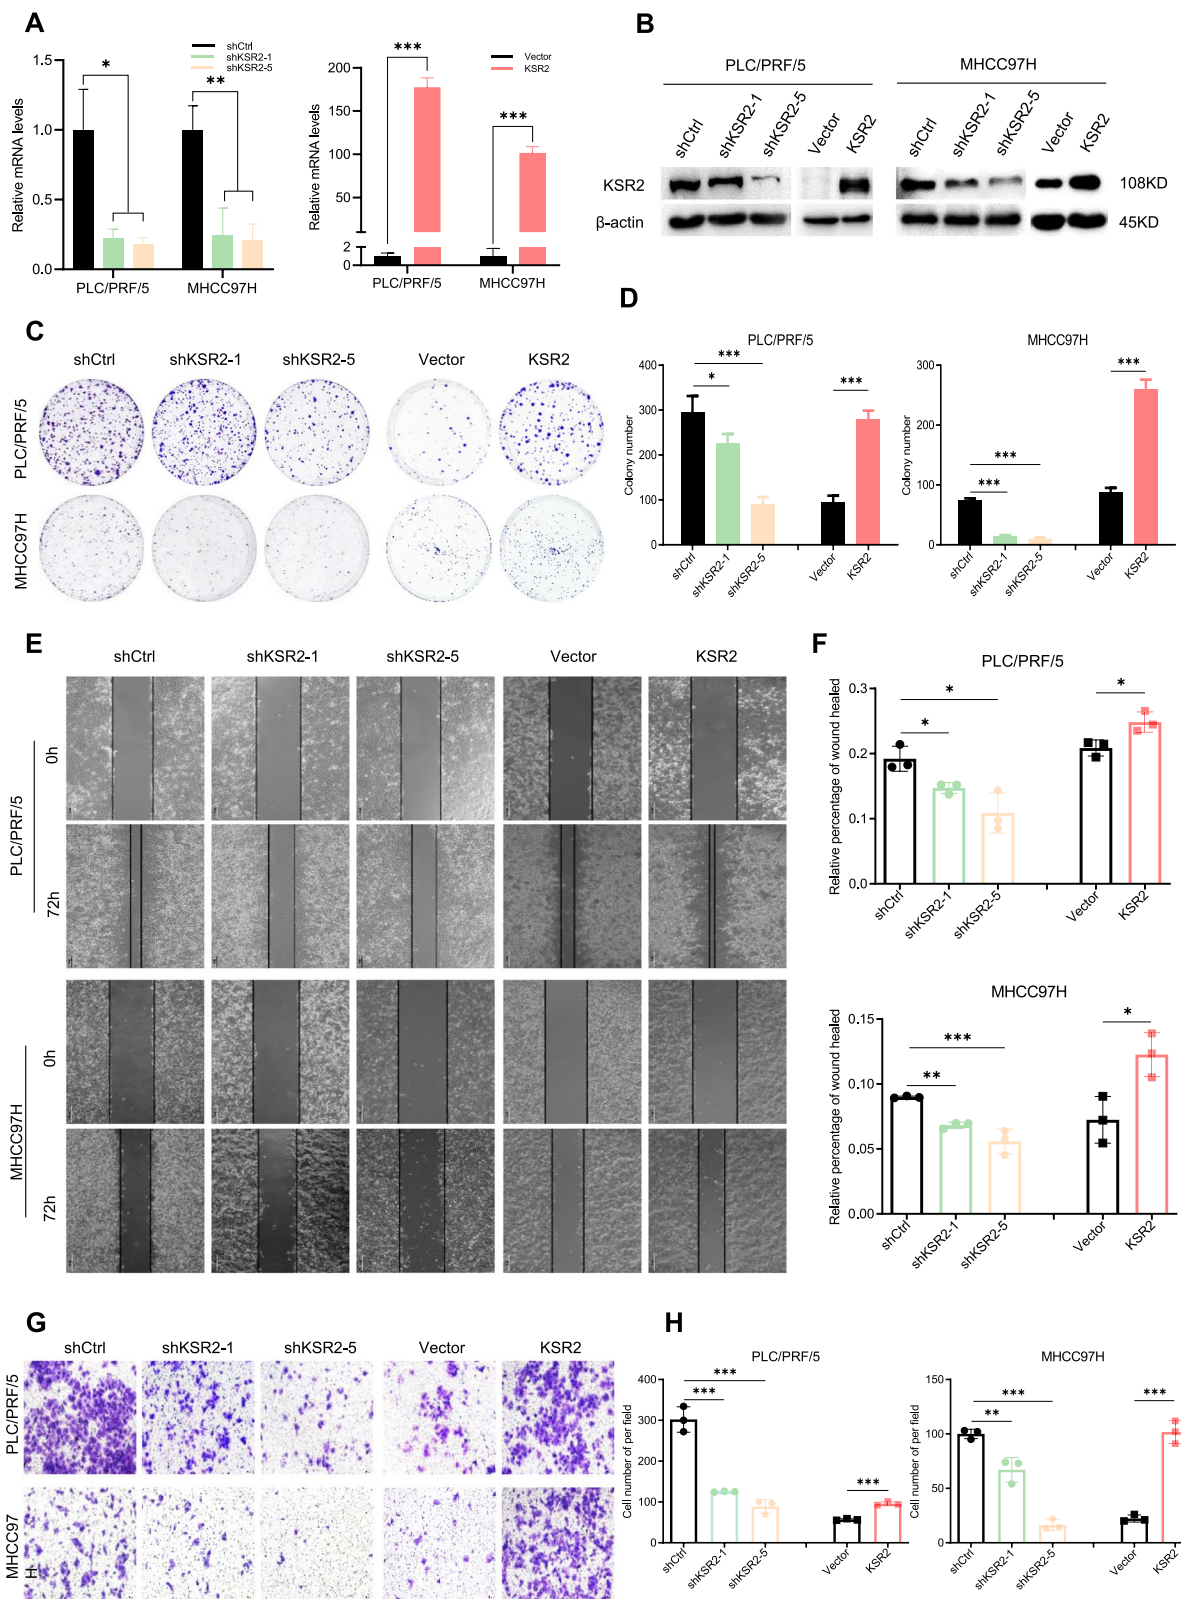 A
shCtrl
shKSR2-1
shKSR2-5
Relative mRNA levels
1.5
1.0
0.5
0.0
*
**
PLC/PRF/5
MHCC97H
Vector
KSR2
Relative mRNA levels
200
150
100
50
2
0
***
***
PLC/PRF/5
MHCC97H
B
PLC/PRF/5
MHCC97H
shCtrl
shKSR2-1
shKSR2-5
Vector
KSR2
shCtrl
shKSR2-1
shKSR2-5
Vector
KSR2
KSR2
108KD
β-actin
45KD
C
shCtrl
shKSR2-1
shKSR2-5
Vector
KSR2
PLC/PRF/5
MHCC97H
D
PLC/PRF/5
Colony number
400
300
200
100
0
***
*
***
shCtrl
shKSR2-1
shKSR2-5
Vector
KSR2
MHCC97H
Colony number
300
200
100
0
***
***
***
shCtrl
shKSR2-1
shKSR2-5
Vector
KSR2
E
shCtrl
shKSR2-1
shKSR2-5
Vector
KSR2
PLC/PRF/5
0h
72h
MHCC97H
0h
72h
F
PLC/PRF/5
Relative percentage of wound healed
0.3
0.2
0.1
0.0
*
*
*
shCtrl
shKSR2-1
shKSR2-5
Vector
KSR2
MHCC97H
Relative percentage of wound healed
0.15
0.10
0.05
0.00
***
**
*
shCtrl
shKSR2-1
shKSR2-5
Vector
KSR2
G
shCtrl
shKSR2-1
shKSR2-5
Vector
KSR2
PLC/PRF/5
MHCC97
H
H
PLC/PRF/5
Cell number of per field
400
300
200
100
0
***
***
***
shCtrl
shKSR2-1
shKSR2-5
Vector
KSR2
MHCC97H
Cell number of per field
150
100
50
0
***
**
***
shCtrl
shKSR2-1
shKSR2-5
Vector
KSR2